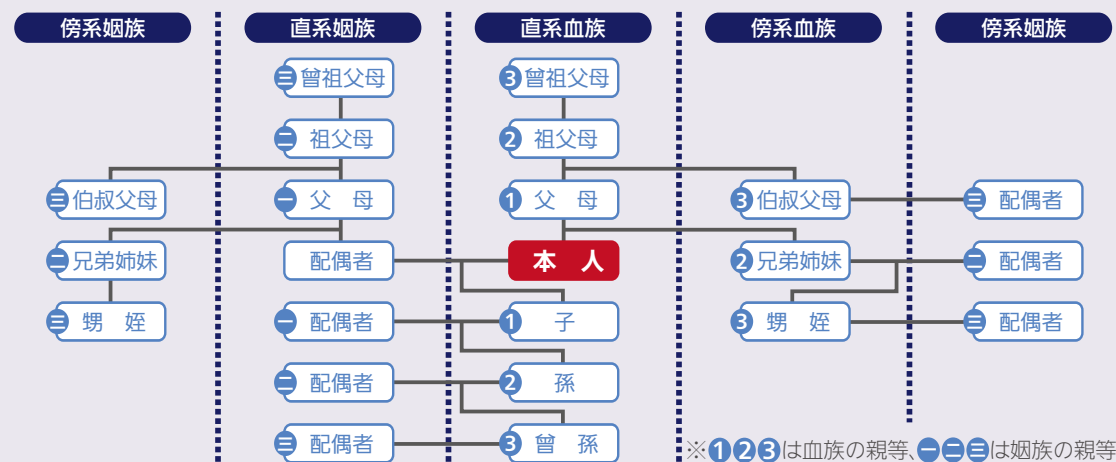 傍系姻族 直系姻族 直系血族 傍系血族 傍系姻族
三 曾祖父母 3 曾祖父母
二 祖父母 2 祖父母
三 伯叔父母 一 父 母 1 父 母 3 伯叔父母 三 配偶者
二 兄弟姉妹 配偶者 本 人 2 兄弟姉妹 二 配偶者
三 甥 姪 一 配偶者 1 子 3 甥 姪 三 配偶者
二 配偶者 2 孫
三 配偶者 3 曾 孫
※123は血族の親等、一二三は姻族の親等